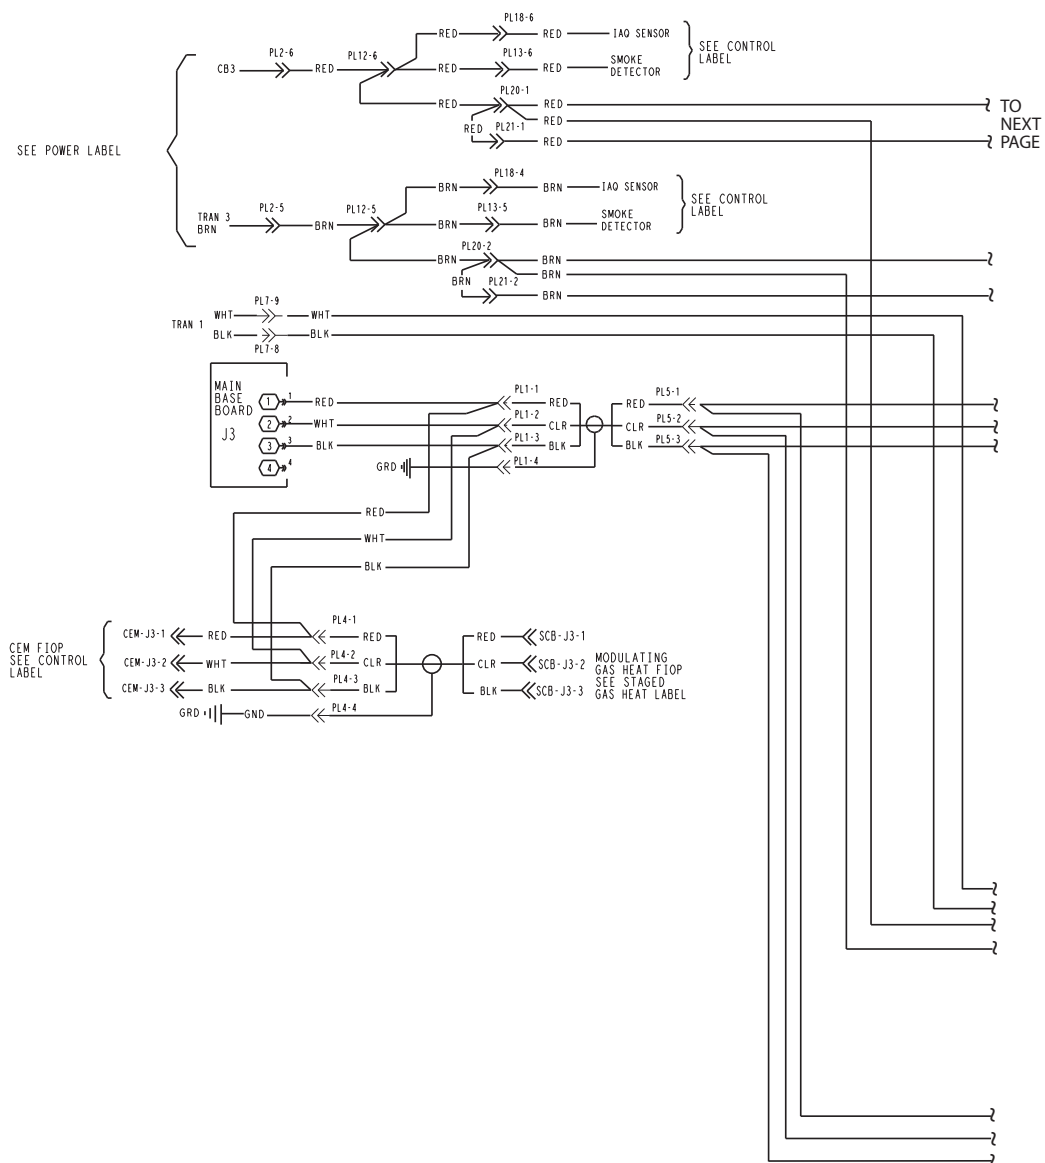 PL18-6
RED RED IAQ SENSOR
SEE CONTROL
LABEL
PL2-6 PL12-6 PL13-6
CB3 RED RED RED SMOKE
DETECTOR
PL20-1
RED RED
TO
NEXT
PAGE
RED
RED PL21-1
RED
SEE POWER LABEL
PL18-4
BRN BRN IAQ SENSOR
SEE CONTROL
LABEL
PL2-5 PL12-5 PL13-5
TRAN 3
BRN
BRN BRN BRN SMOKE
DETECTOR
PL20-2
BRN BRN
BRN
BRN PL21-2
BRN
PL7-9
WHT WHT
TRAN 1
BLK BLK
PL7-8
MAIN
BASE
BOARD
J3
1 1 RED PL1-1 RED RED PL5-1
2 2 WHT PL1-2 CLR CLR PL5-2
3 3 BLK PL1-3 BLK BLK PL5-3
4 4 GRD PL1-4
RED
WHT
BLK
CEM FIOP
SEE CONTROL
LABEL
CEM-J3-1 RED PL4-1 RED RED SCB-J3-1
CEM-J3-2 WHT PL4-2 CLR CLR SCB-J3-2
CEM-J3-3 BLK PL4-3 BLK BLK SCB-J3-3
MODULATING
GAS HEAT FIOP
SEE STAGED
GAS HEAT LABEL
GRD GND PL4-4